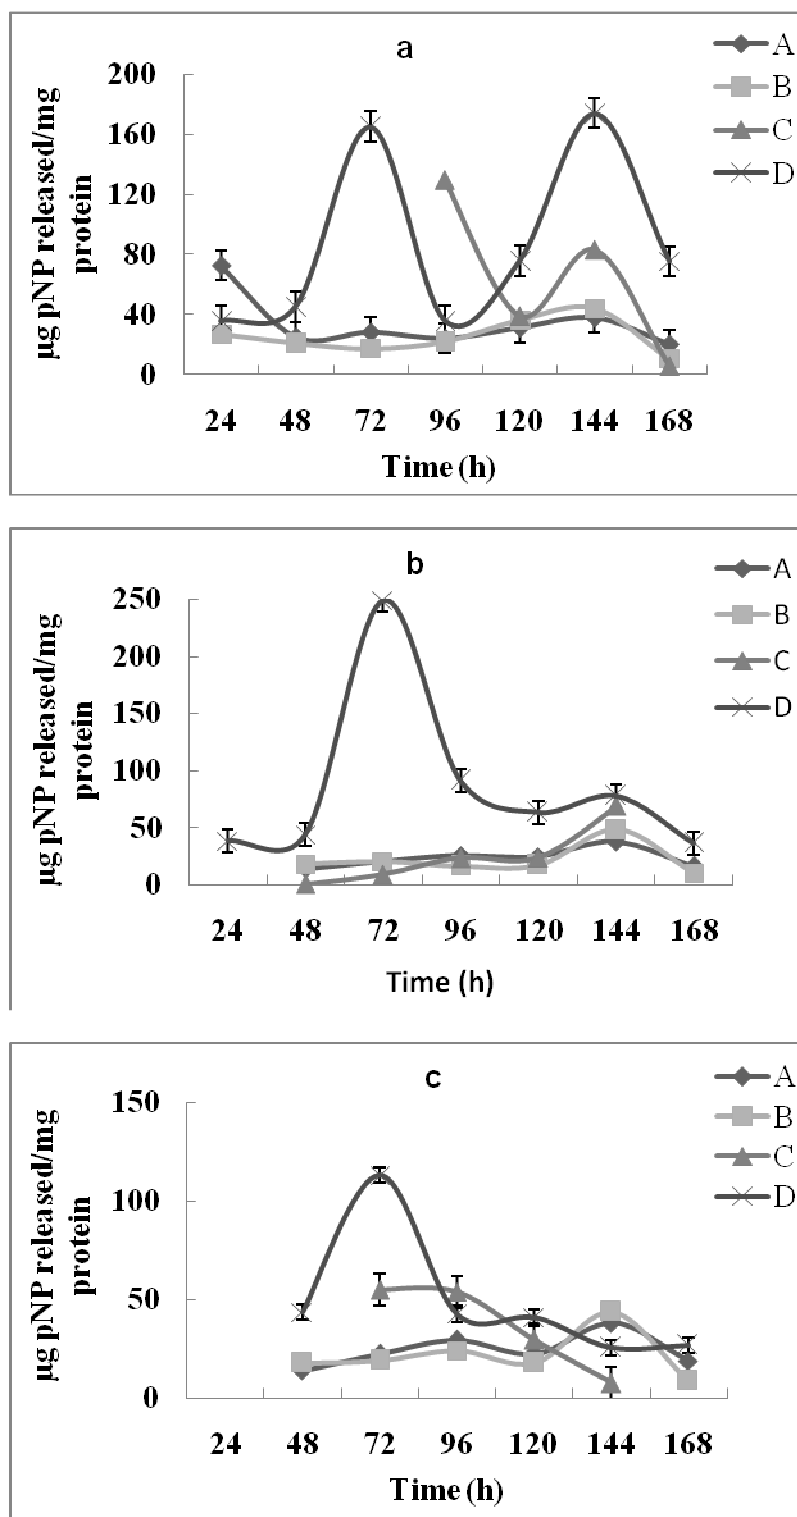 a
A
B
C
D
µg pNP released/mg
protein
200
160
120
80
40
0
24 48 72 96 120 144 168
Time (h)
b
A
B
C
D
µg pNP released/mg
protein
250
200
150
100
50
0
24 48 72 96 120 144 168
Time (h)
c
A
B
C
D
µg pNP released/mg
protein
150
100
50
0
24 48 72 96 120 144 168
Time (h)